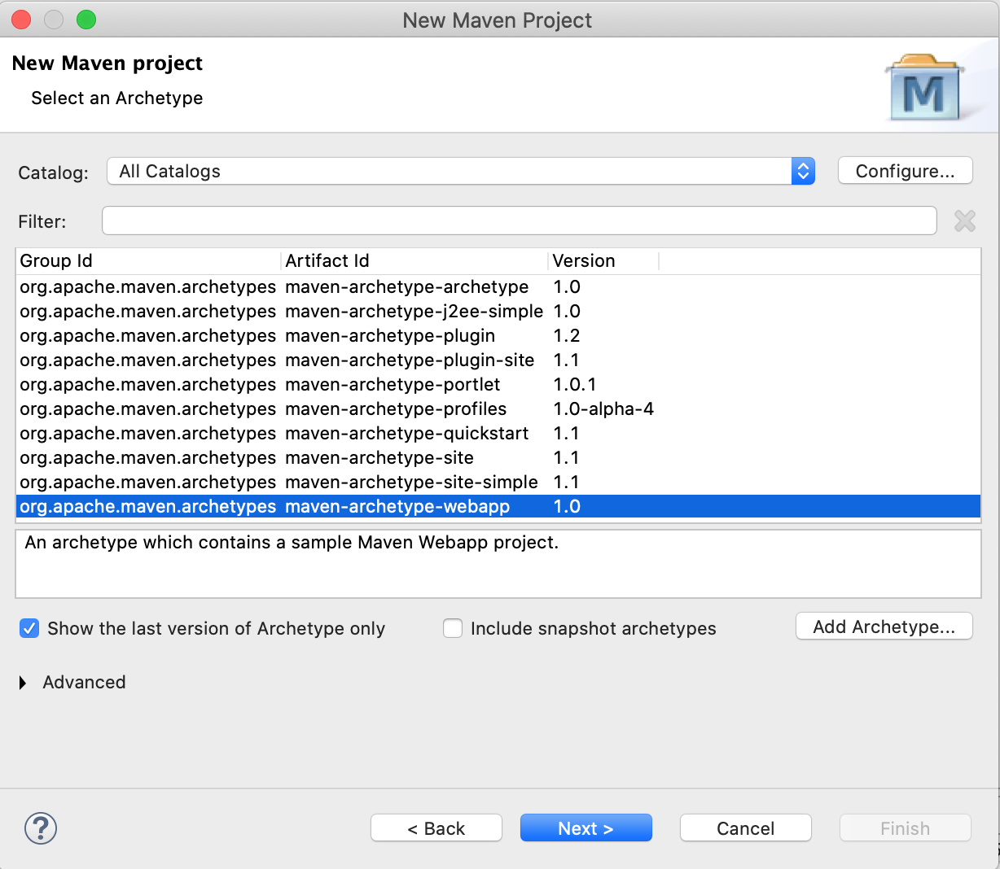 New Maven Project
New Maven project
Select an Archetype
M
Catalog: All Catalogs Configure...
Filter:
Group Id Artifact Id Version
org.apache.maven.archetypes maven-archetype-archetype 1.0
org.apache.maven.archetypes maven-archetype-j2ee-simple 1.0
org.apache.maven.archetypes maven-archetype-plugin 1.2
org.apache.maven.archetypes maven-archetype-plugin-site 1.1
org.apache.maven.archetypes maven-archetype-portlet 1.0.1
org.apache.maven.archetypes maven-archetype-profiles 1.0-alpha-4
org.apache.maven.archetypes maven-archetype-quickstart 1.1
org.apache.maven.archetypes maven-archetype-site 1.1
org.apache.maven.archetypes maven-archetype-site-simple 1.1
org.apache.maven.archetypes maven-archetype-webapp 1.0
An archetype which contains a sample Maven Webapp project.
Show the last version of Archetype only Include snapshot archetypes Add Archetype...
Advanced
? < Back Next > Cancel Finish